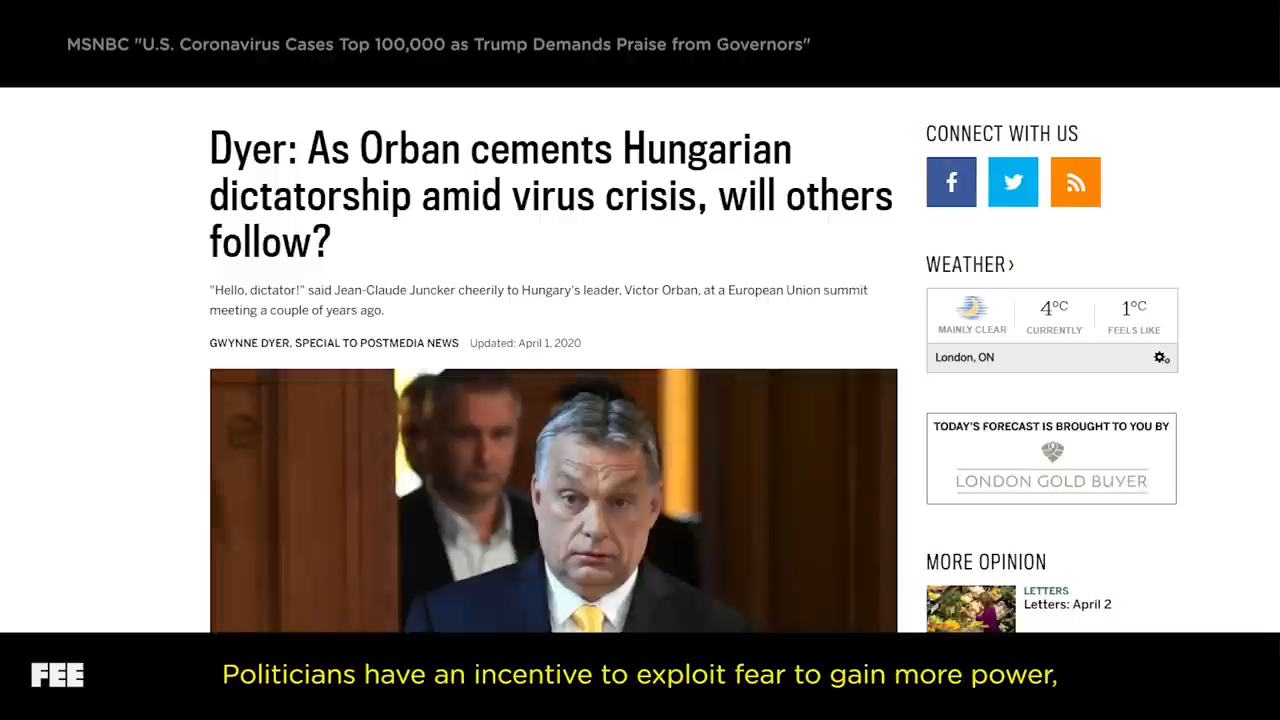 MSNBC "U.S. Coronavirus Cases Top 100,000 as Trump Demands Praise from Governors"
Dyer: As Orban cements Hungarian
dictatorship amid virus crisis, will others
follow?
"Hello, dictator!" said Jean-Claude Juncker cheerily to Hungary's leader, Victor Orban, at a European Union summit
meeting a couple of years ago.
GWYNNE DYER, SPECIAL TO POSTMEDIA NEWS Updated: April 1, 2020
CONNECT WITH US
WEATHER›
4°C
1°C
MAINLY CLEAR
CURRENTLY
FEELS LIKE
London, ON
TODAY'S FORECAST IS BROUGHT TO YOU BY
LONDON GOLD BUYER
MORE OPINION
LETTERS
Letters: April 2
FEE
Politicians have an incentive to exploit fear to gain more power,